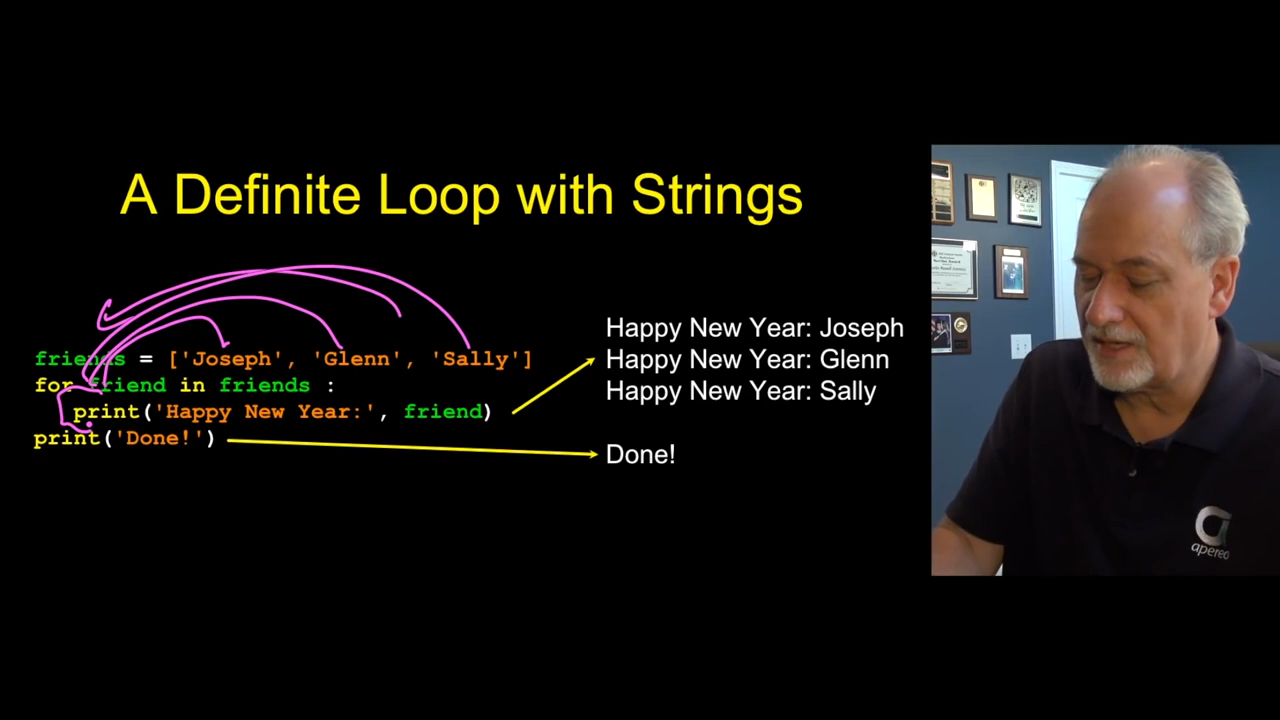 A Definite Loop with Strings
friends = ['Joseph', 'Glenn', 'Sally']
for friend in friends :
print('Happy New Year:', friend)
print('Done!')
Happy New Year: Joseph
Happy New Year: Glenn
Happy New Year: Sally
Done!
apereo